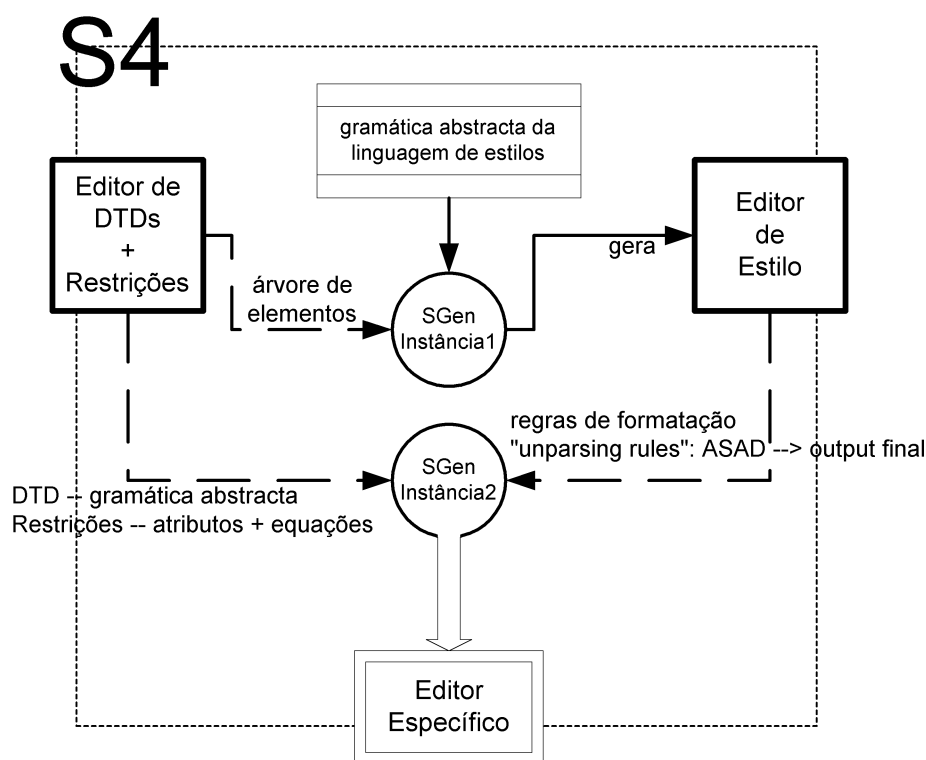 S4
gramática abstracta da
linguagem de estilos
Editor de
DTDs
+
Restrições
Editor
de
Estilo
gera
árvore de
elementos
SGen
Instância1
regras de formatação
"unparsing rules": ASAD --> output final
SGen
Instância2
DTD -- gramática abstracta
Restrições -- atributos + equações
Editor
Específico